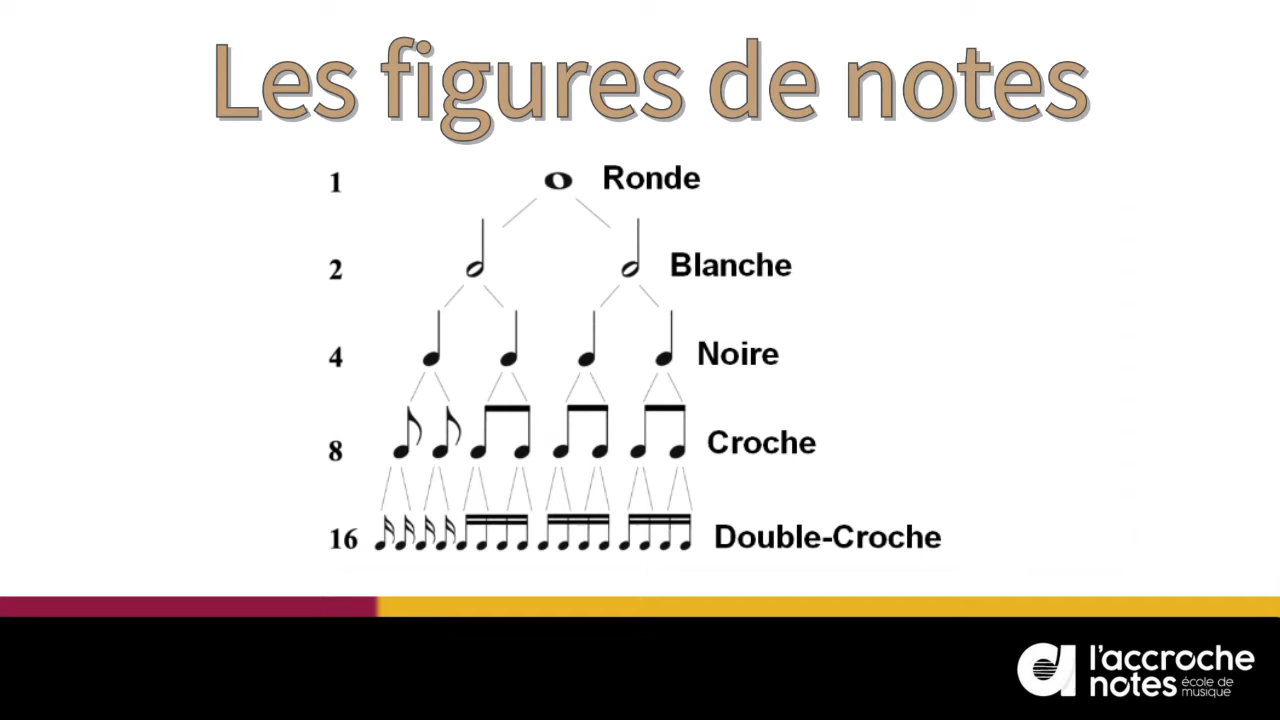 Les figures de notes
1 Ronde
2 Blanche
4 Noire
8 Croche
16 Double-Croche
l'accroche
notes école de
musique